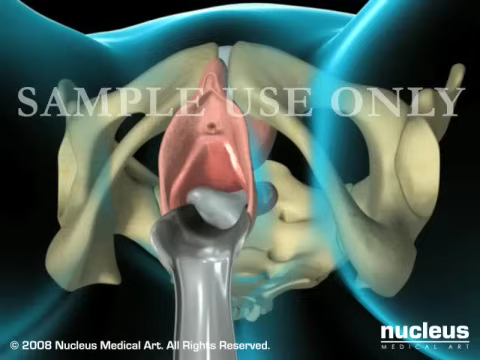 SAMPLE USE ONLY
nucleus
MEDICAL ART
© 2008 Nucleus Medical Art. All Rights Reserved.